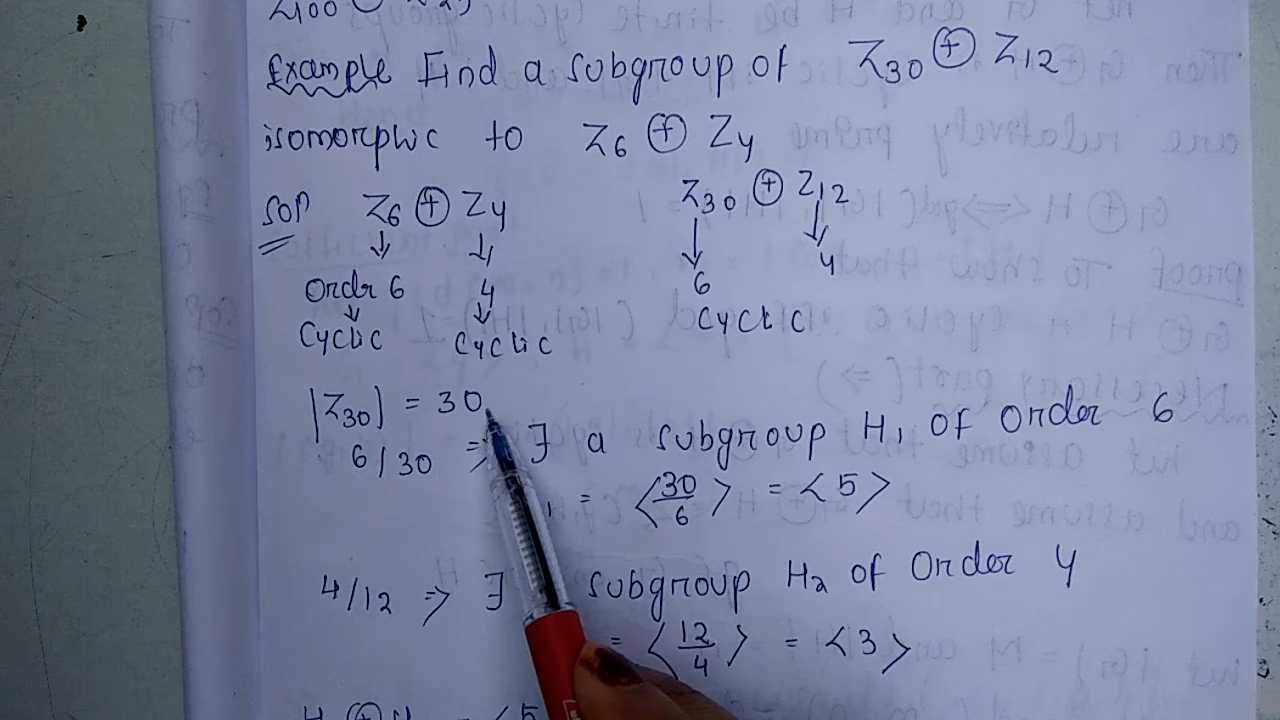 Example Find a subgroup of Z30 ⊕ Z12
isomorphic to Z6 ⊕ Z4
Sol Z6 ⊕ Z4 Z30 ⊕ Z12
↓ ↓ ↓ ↓
Order 6 4 6 4
↓ ↓
Cyclic Cyclic Cyclic
|Z30| = 30
6/30 ⇒ ∃ a subgroup H1 of Order 6
1 = <30/6> = <5>
4/12 ⇒ ∃ subgroup H2 of Order 4
= <12/4> = <3>